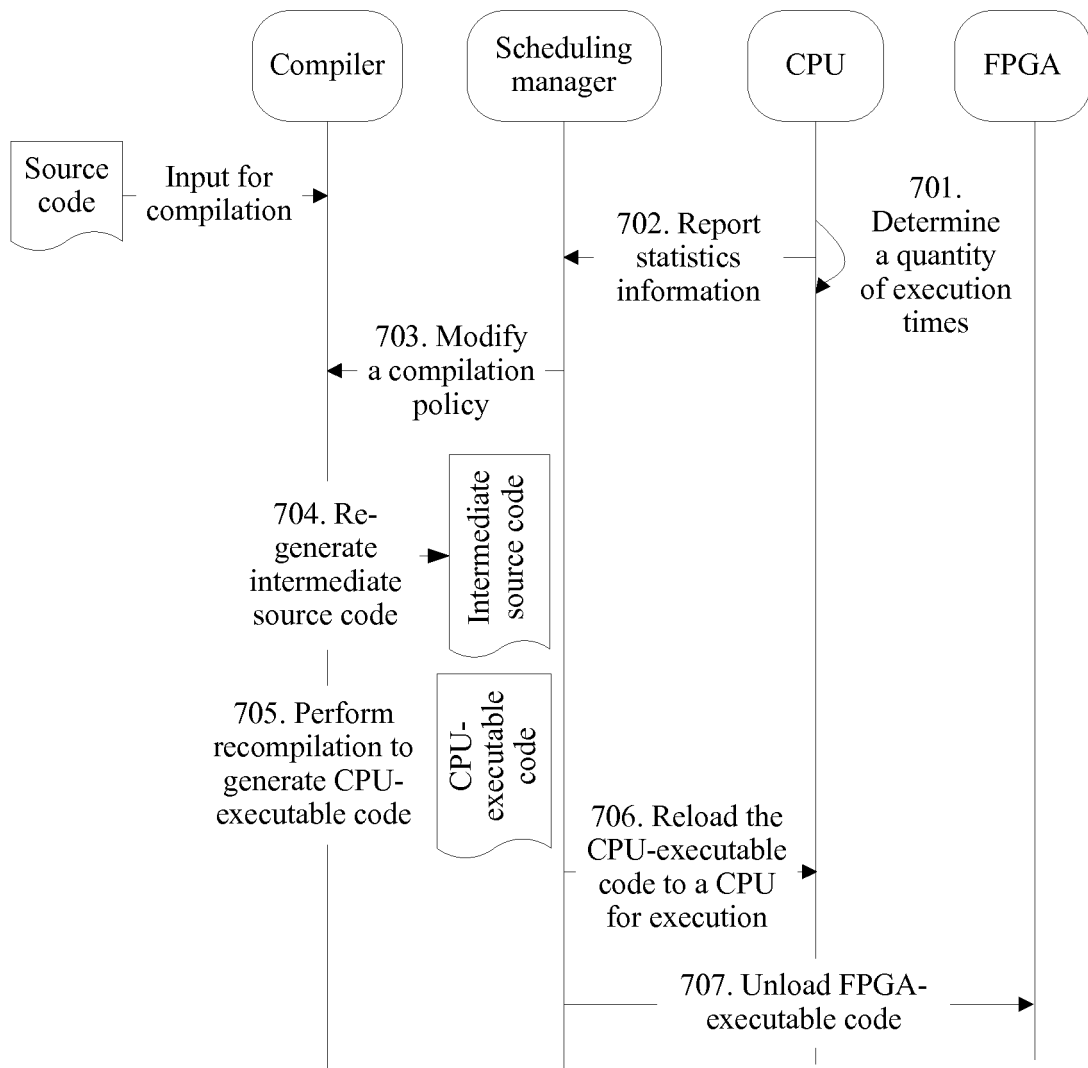 Compiler
Scheduling
manager
CPU
FPGA
Source
code
Input for
compilation
701.
Determine
a quantity
of execution
times
702. Report
statistics
information
703. Modify
a compilation
policy
704. Re-
generate
intermediate
source code
Intermediate
source code
705. Perform
recompilation to
generate CPU-
executable code
CPU-
executable
code
706. Reload the
CPU-executable
code to a CPU
for execution
707. Unload FPGA-
executable code